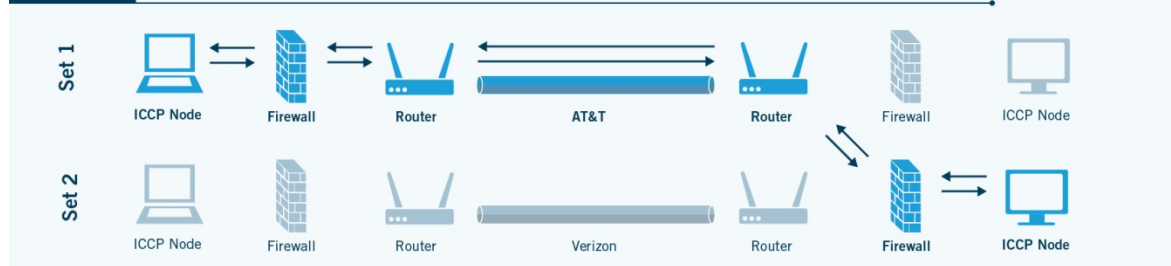 Set 1
ICCP Node
Firewall
Router
AT&T
Router
Firewall
ICCP Node
Set 2
ICCP Node
Firewall
Router
Verizon
Router
Firewall
ICCP Node